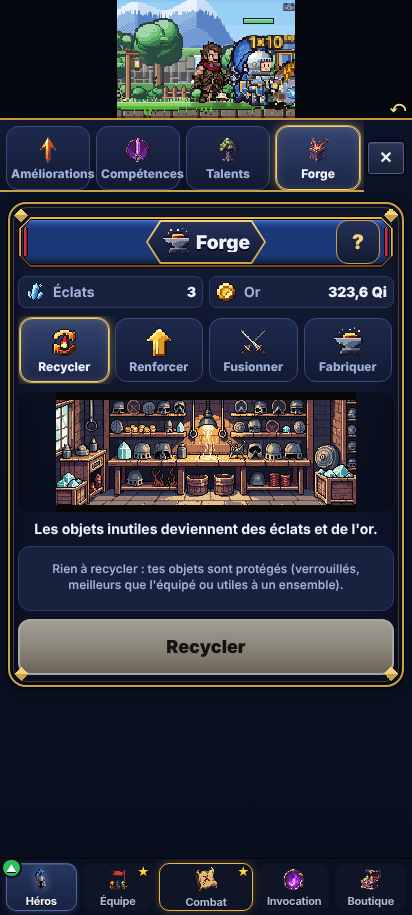 1×10
Améliorations
Compétences
Talents
Forge
×
Forge
?
Éclats
3
Or
323,6 Qi
Recycler
Renforcer
Fusionner
Fabriquer
Les objets inutiles deviennent des éclats et de l'or.
Rien à recycler : tes objets sont protégés (verrouillés,
meilleurs que l'équipé ou utiles à un ensemble).
Recycler
Héros
Équipe
Combat
Invocation
Boutique